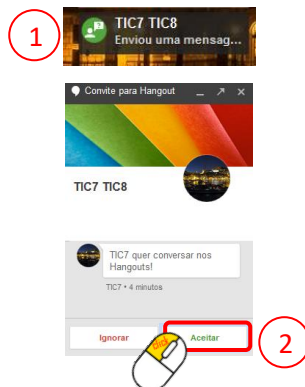 1
TIC7 TIC8
Enviou uma mensag...
Convite para Hangout
TIC7 TIC8
TIC7 quer conversar nos
Hangouts!
TIC7 • 4 minutos
Ignorar
Aceitar
click
2